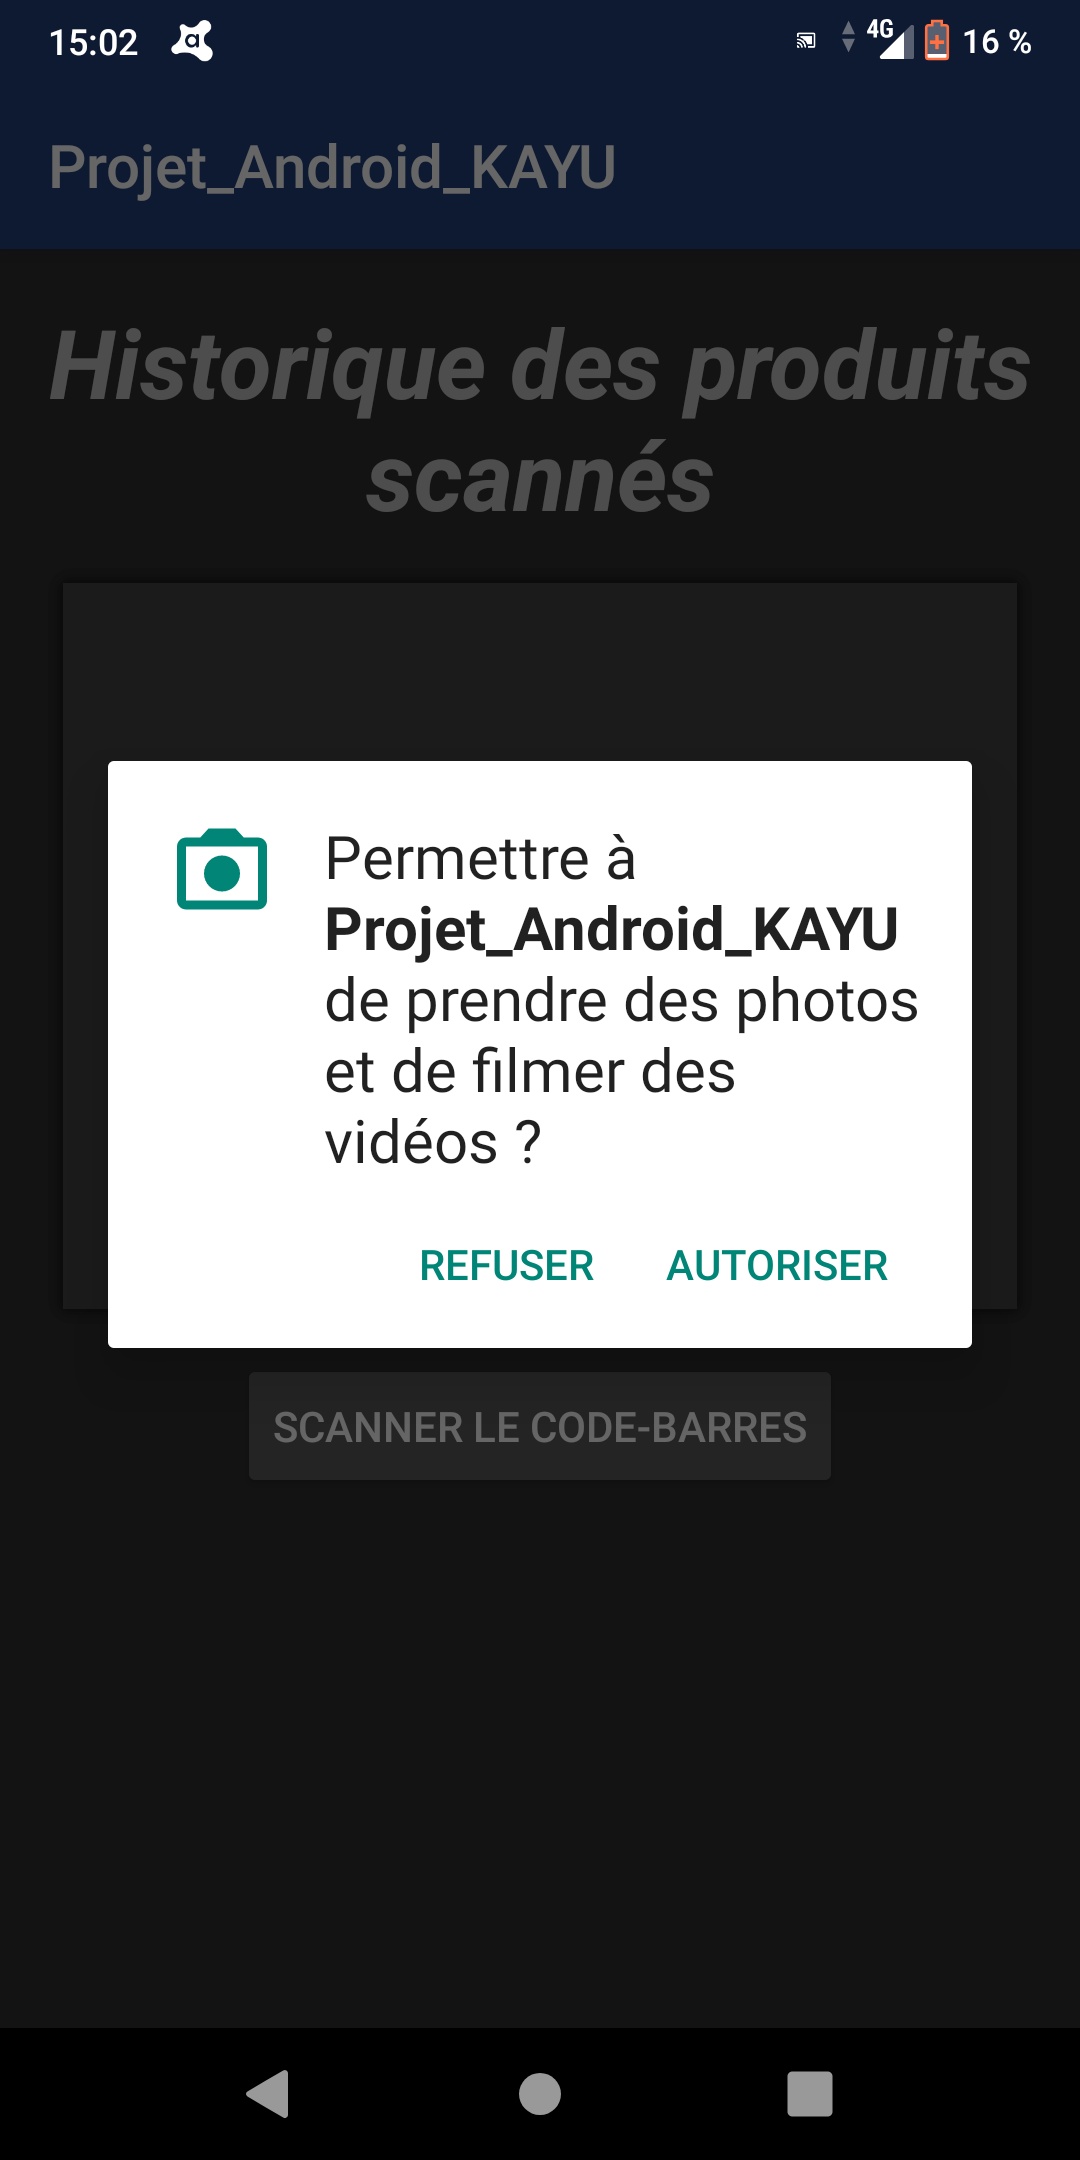 15:02
4G
16 %
Projet_Android_KAYU
Historique des produits
scannés
Permettre à
Projet_Android_KAYU
de prendre des photos
et de filmer des
vidéos ?
REFUSER
AUTORISER
SCANNER LE CODE-BARRES